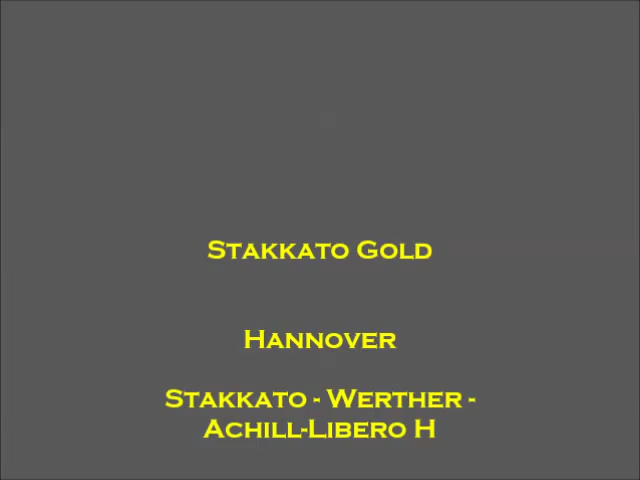 Stakkato Gold
Hannover
Stakkato - Werther -
Achill-Libero H